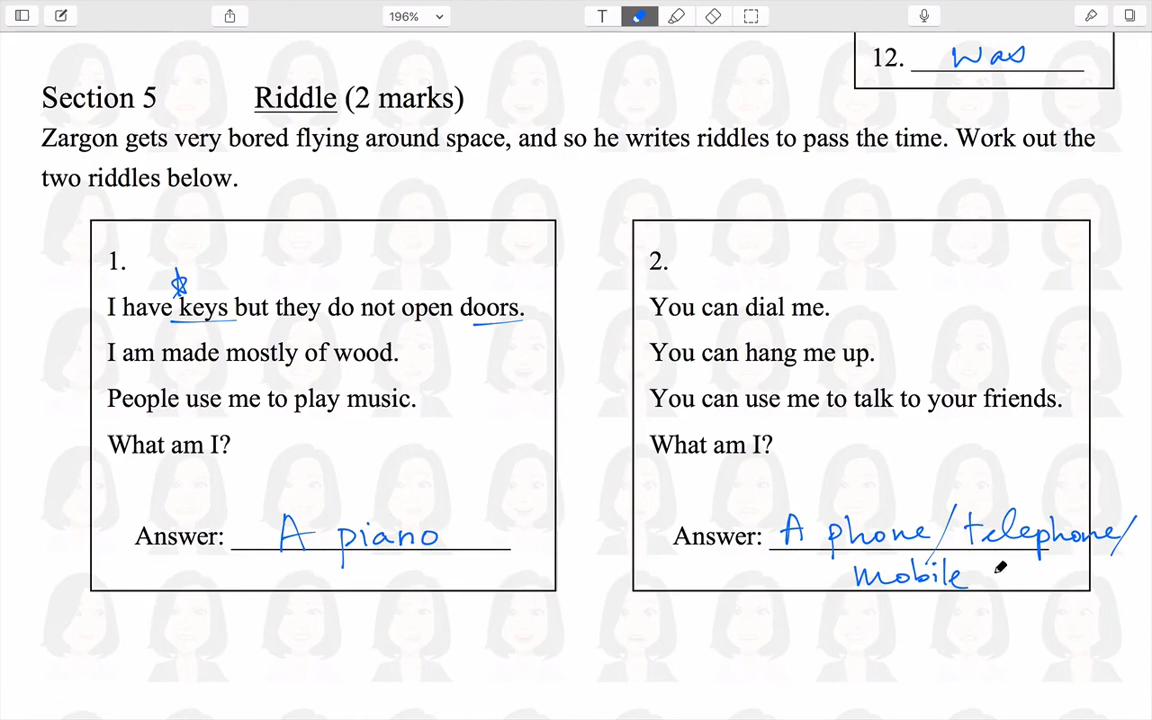 196%
T
12. was
Section 5 Riddle (2 marks)
Zargon gets very bored flying around space, and so he writes riddles to pass the time. Work out the
two riddles below.
1.
I have keys but they do not open doors.
I am made mostly of wood.
People use me to play music.
What am I?
Answer: A piano
2.
You can dial me.
You can hang me up.
You can use me to talk to your friends.
What am I?
Answer: A phone/telephone/
mobile